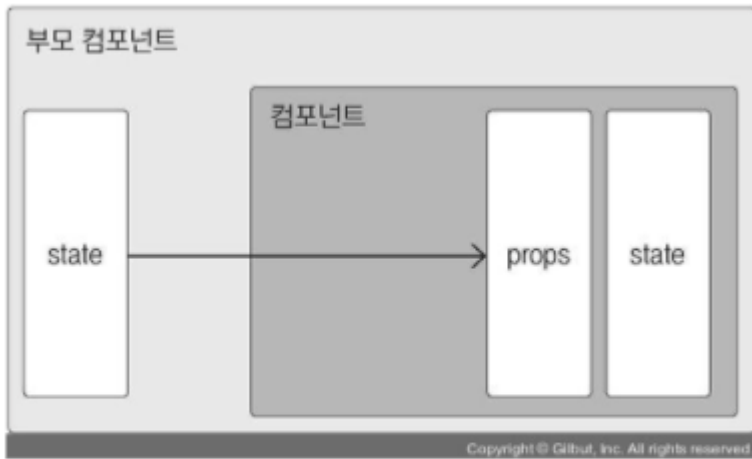 부모 컴포넌트
컴포넌트
state
props
state
Copyright © Gilbut, Inc. All rights reserved